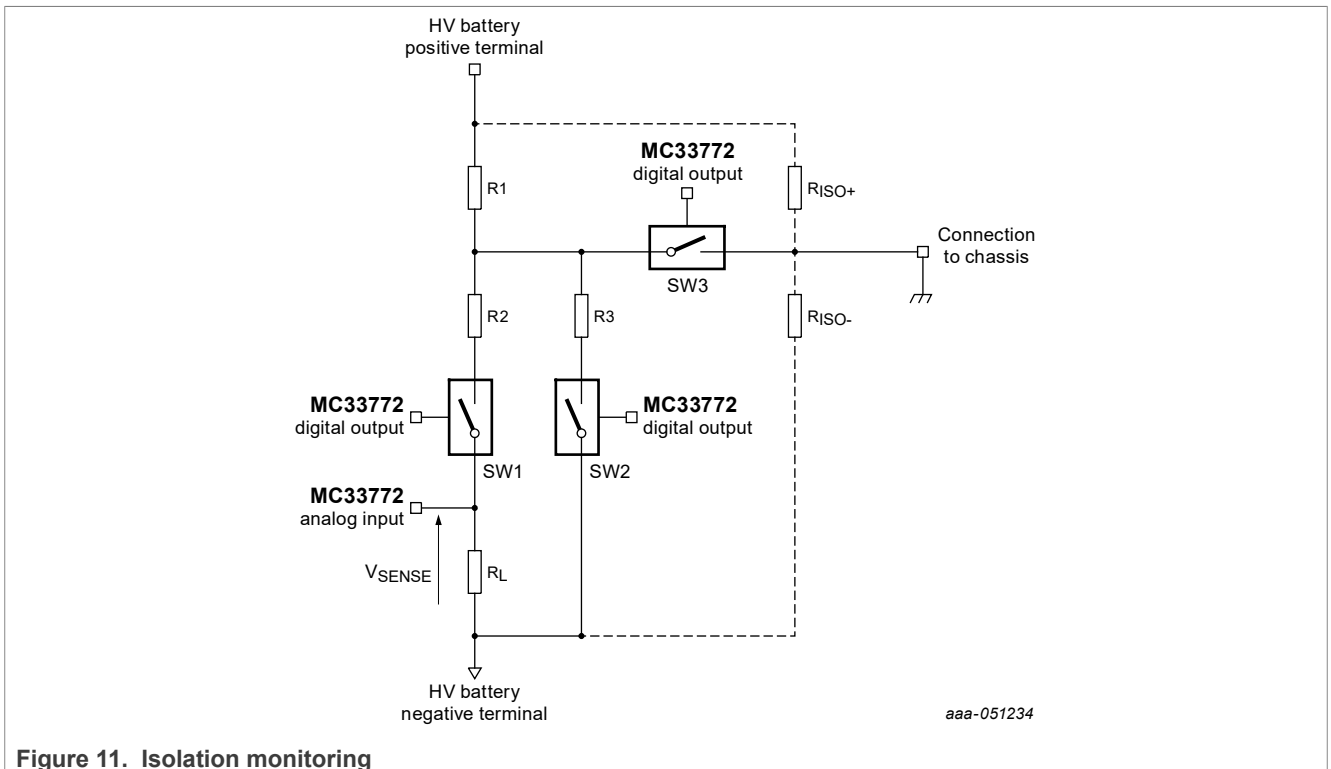 HV battery
positive terminal
MC33772
digital output
R1
RISO+
Connection
to chassis
SW3
R2
R3
RISO-
MC33772
digital output
MC33772
digital output
SW1
SW2
MC33772
analog input
VSENSE
RL
HV battery
negative terminal
aaa-051234
Figure 11. Isolation monitoring